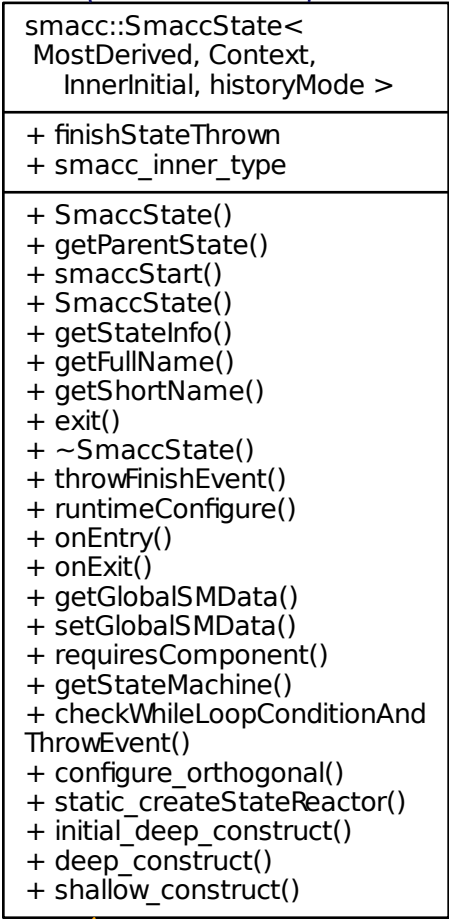 smacc::SmaccState<
MostDerived, Context,
InnerInitial, historyMode >
+ finishStateThrown
+ smacc_inner_type
+ SmaccState()
+ getParentState()
+ smaccStart()
+ SmaccState()
+ getStateInfo()
+ getFullName()
+ getShortName()
+ exit()
+ ~SmaccState()
+ throwFinishEvent()
+ runtimeConfigure()
+ onEntry()
+ onExit()
+ getGlobalSMData()
+ setGlobalSMData()
+ requiresComponent()
+ getStateMachine()
+ checkWhileLoopConditionAnd
ThrowEvent()
+ configure_orthogonal()
+ static_createStateReactor()
+ initial_deep_construct()
+ deep_construct()
+ shallow_construct()